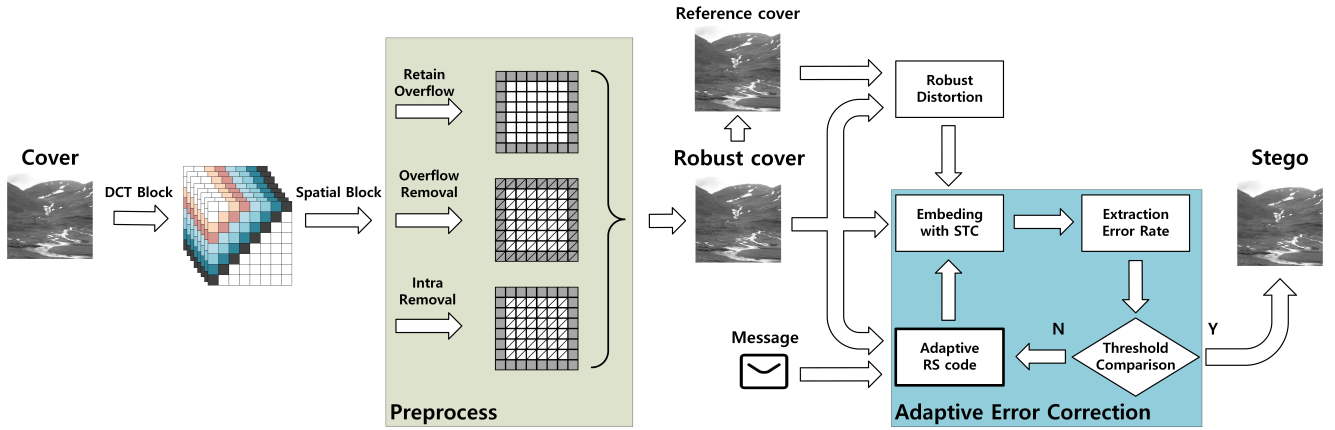 Cover
DCT Block
Spatial Block
Retain
Overflow
Overflow
Removal
Intra
Removal
Preprocess
Reference cover
Robust cover
Message
Robust
Distortion
Embeding
with STC
Extraction
Error Rate
Adaptive
RS code
N
Threshold
Comparison
Y
Adaptive Error Correction
Stego